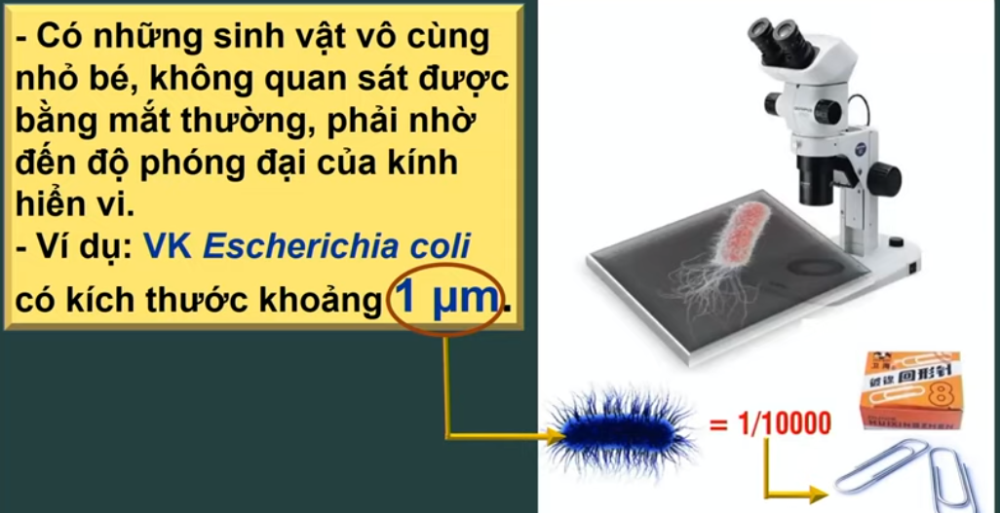 - Có những sinh vật vô cùng
nhỏ bé, không quan sát được
bằng mắt thường, phải nhờ
đến độ phóng đại của kính
hiển vi.
- Ví dụ: VK Escherichia coli
có kích thước khoảng 1 μm.
= 1/10000
回形针
8
HUIXINGZHEN